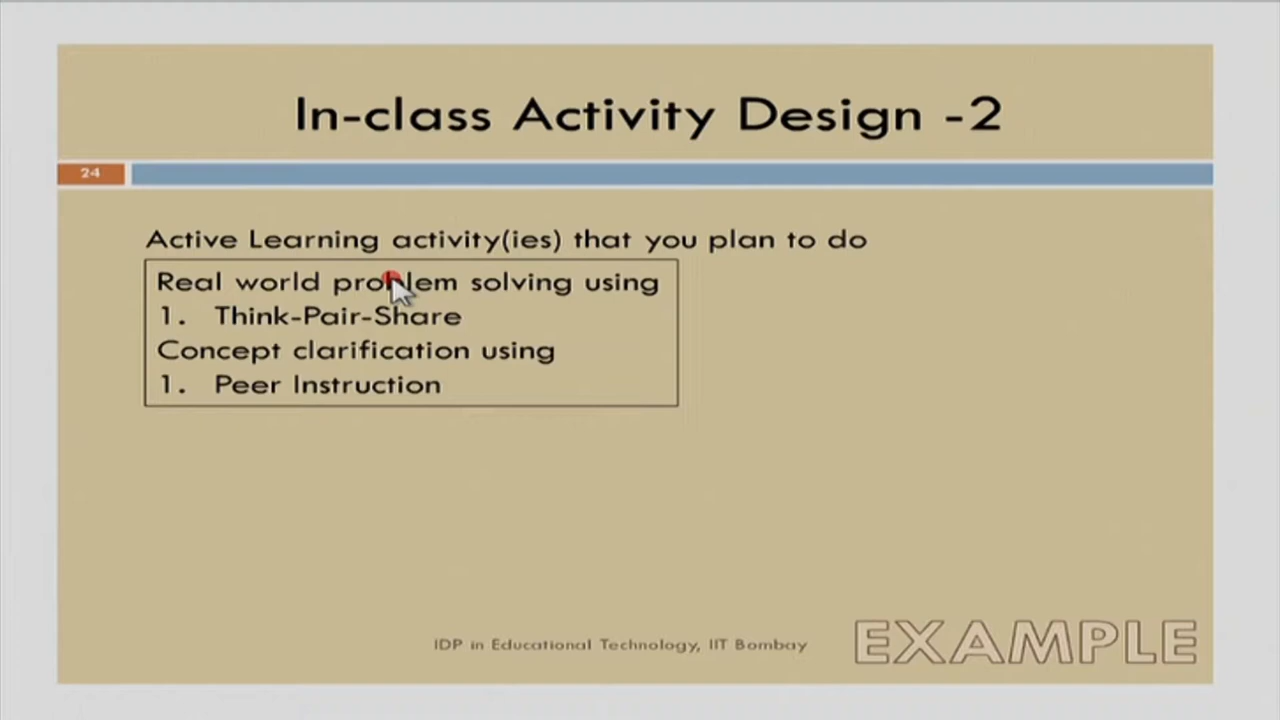 In-class Activity Design -2
24
Active Learning activity(ies) that you plan to do
Real world problem solving using
1. Think-Pair-Share
Concept clarification using
1. Peer Instruction
IDP in Educational Technology, IIT Bombay
EXAMPLE